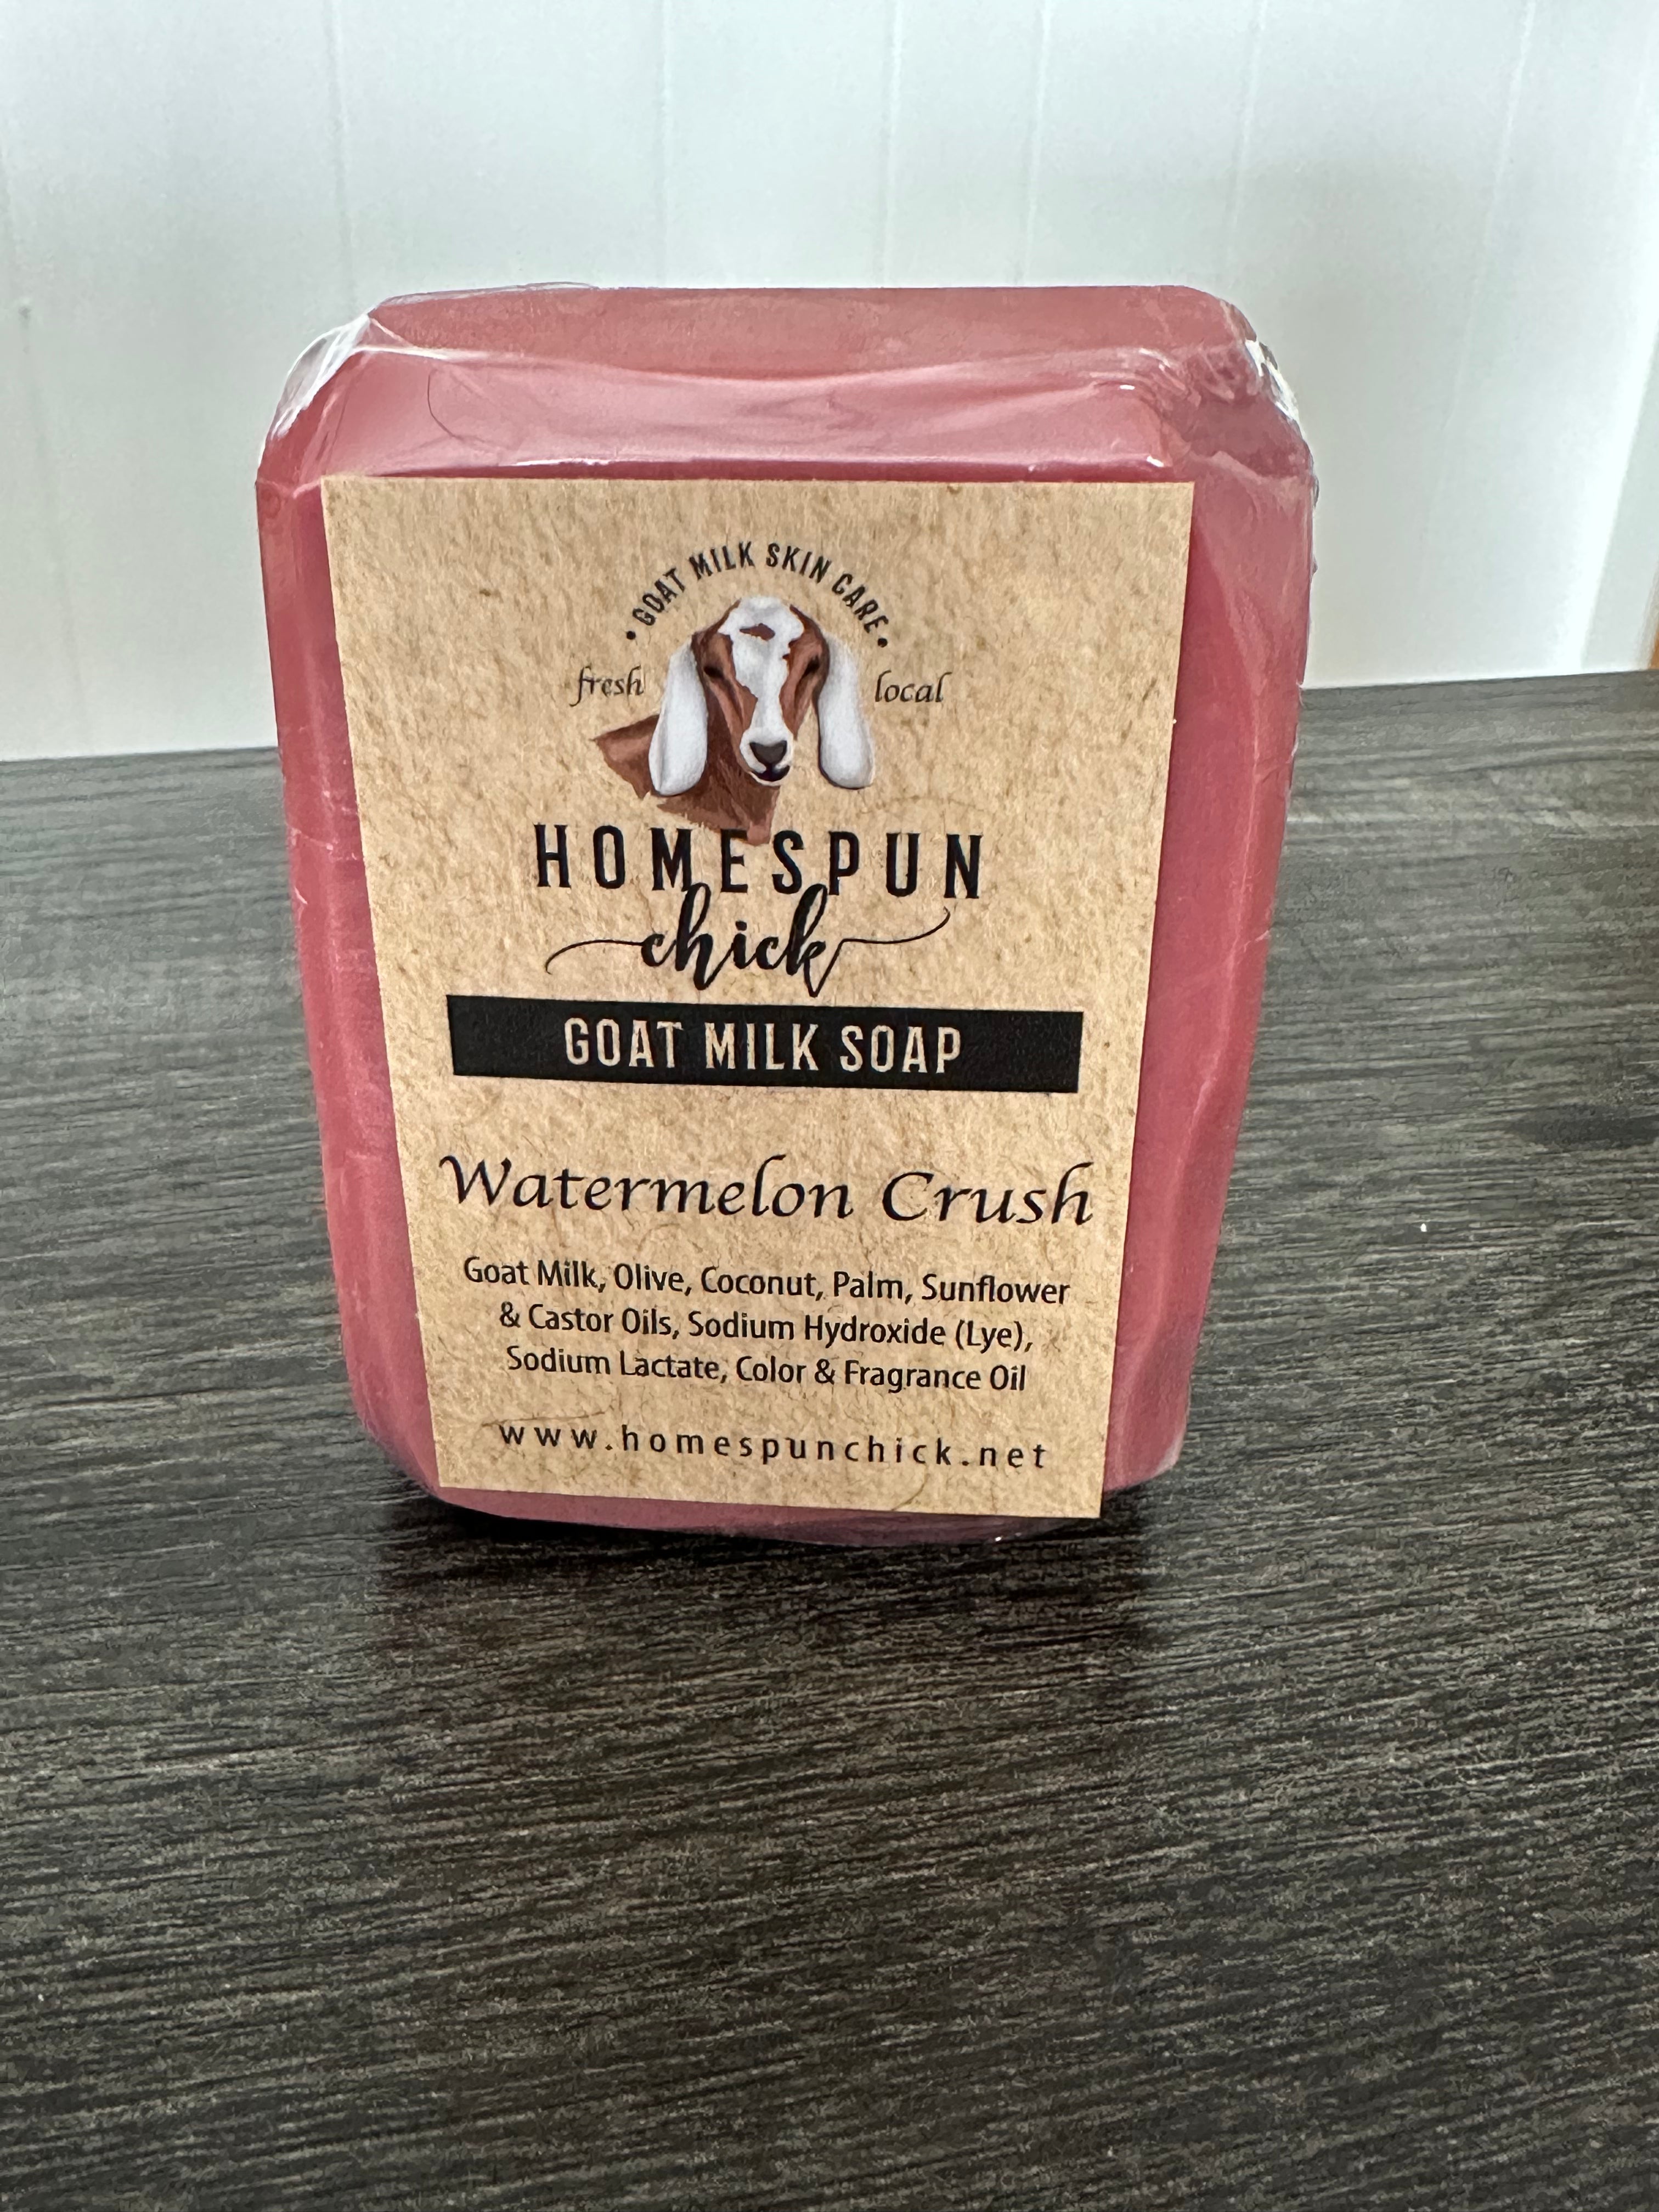 • GOAT MILK SKIN CARE •
fresh local
HOMESPUN
chick
GOAT MILK SOAP
Watermelon Crush
Goat Milk, Olive, Coconut, Palm, Sunflower
& Castor Oils, Sodium Hydroxide (Lye),
Sodium Lactate, Color & Fragrance Oil
www.homespunchick.net